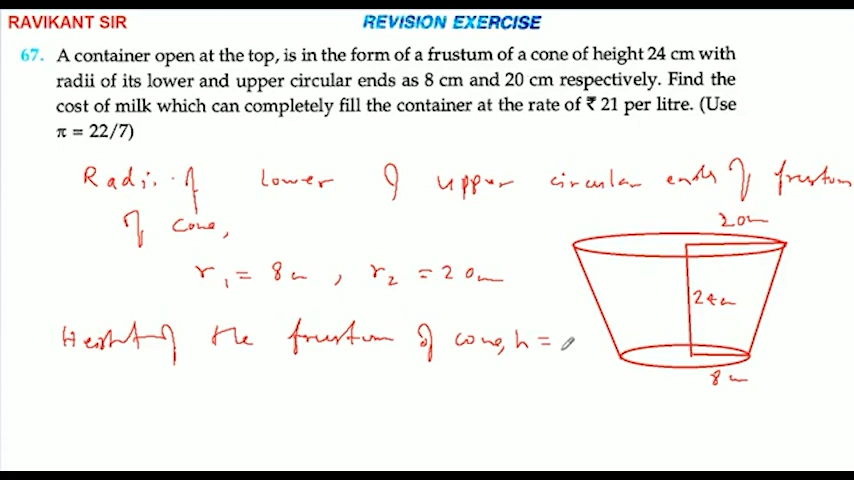 RAVIKANT SIR
REVISION EXERCISE
67. A container open at the top, is in the form of a frustum of a cone of height 24 cm with
radii of its lower and upper circular ends as 8 cm and 20 cm respectively. Find the
cost of milk which can completely fill the container at the rate of ₹ 21 per litre. (Use
π = 22/7)
Radii of lower & upper circular ends of frustum
of cone,
20cm
r₁ = 8cm , r₂ = 20cm
24cm
Height of the frustum of cone, h =
8cm